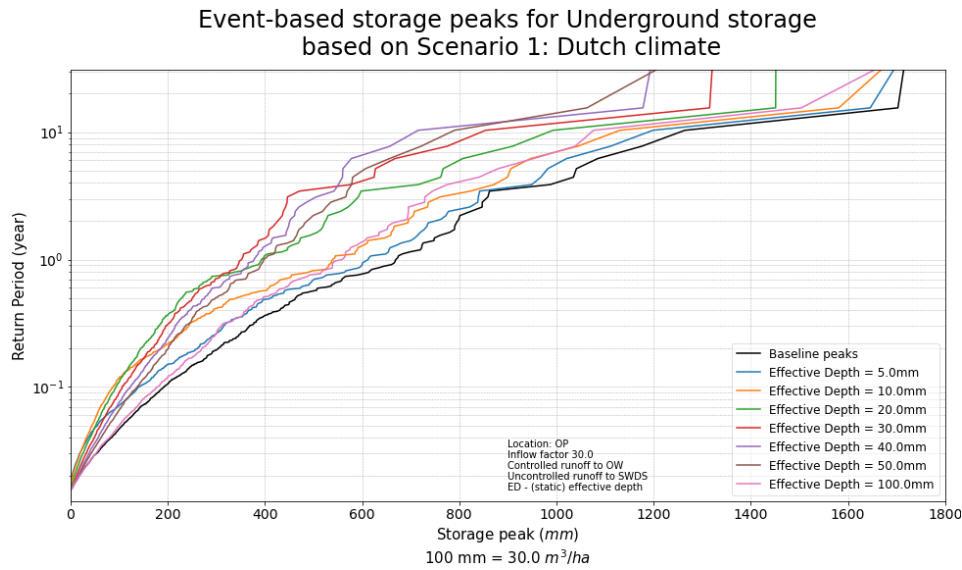 Event-based storage peaks for Underground storage
based on Scenario 1: Dutch climate
Return Period (year)
10¹
10⁰
10⁻¹
Baseline peaks
Effective Depth = 5.0mm
Effective Depth = 10.0mm
Effective Depth = 20.0mm
Effective Depth = 30.0mm
Effective Depth = 40.0mm
Effective Depth = 50.0mm
Effective Depth = 100.0mm
Location: OP
Inflow factor 30.0
Controlled runoff to OW
Uncontrolled runoff to SWDS
ED - (static) effective depth
0 200 400 600 800 1000 1200 1400 1600 1800
Storage peak (mm)
100 mm = 30.0 m³/ha